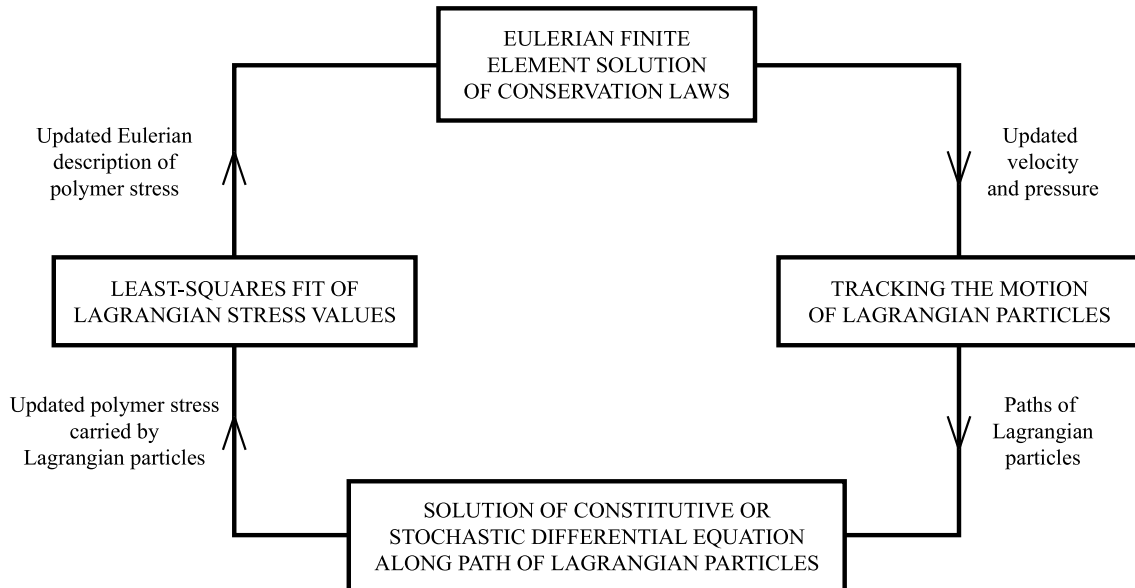 EULERIAN FINITE
ELEMENT SOLUTION
OF CONSERVATION LAWS
Updated Eulerian
description of
polymer stress
Updated
velocity
and pressure
LEAST-SQUARES FIT OF
LAGRANGIAN STRESS VALUES
TRACKING THE MOTION
OF LAGRANGIAN PARTICLES
Updated polymer stress
carried by
Lagrangian particles
Paths of
Lagrangian
particles
SOLUTION OF CONSTITUTIVE OR
STOCHASTIC DIFFERENTIAL EQUATION
ALONG PATH OF LAGRANGIAN PARTICLES